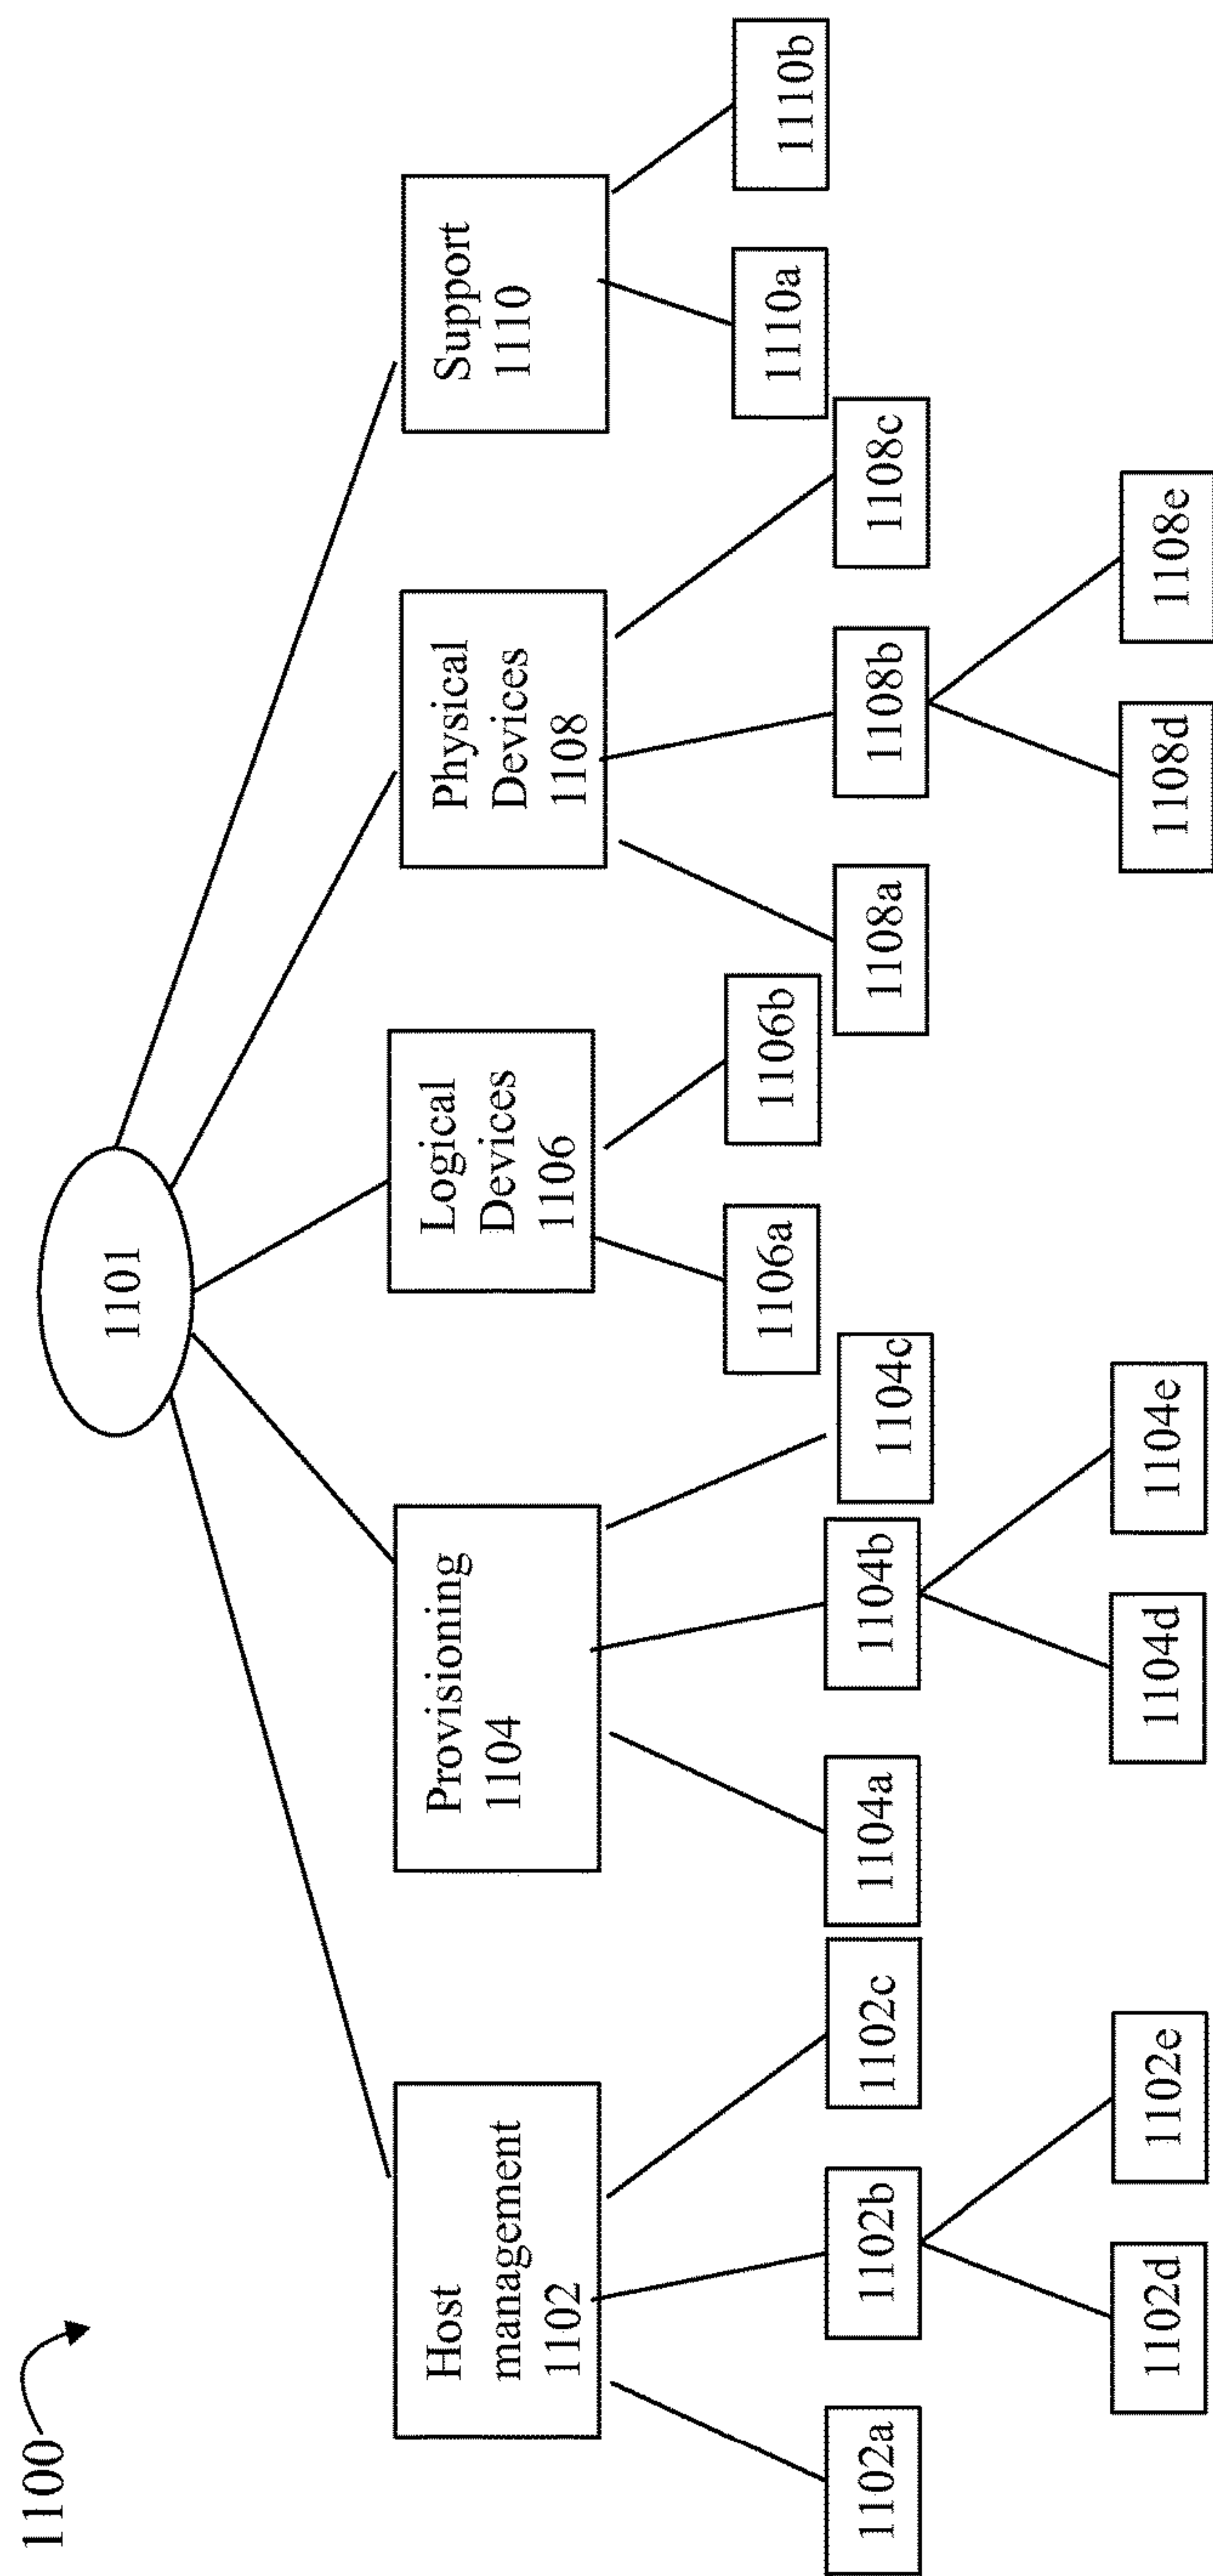 1100
1101
Host
management
1102
Provisioning
1104
Logical
Devices
1106
Physical
Devices
1108
Support
1110
1102a
1102b
1102c
1104a
1104b
1104c
1106a
1106b
1108a
1108b
1108c
1110a
1110b
1102d
1102e
1104d
1104e
1108d
1108e